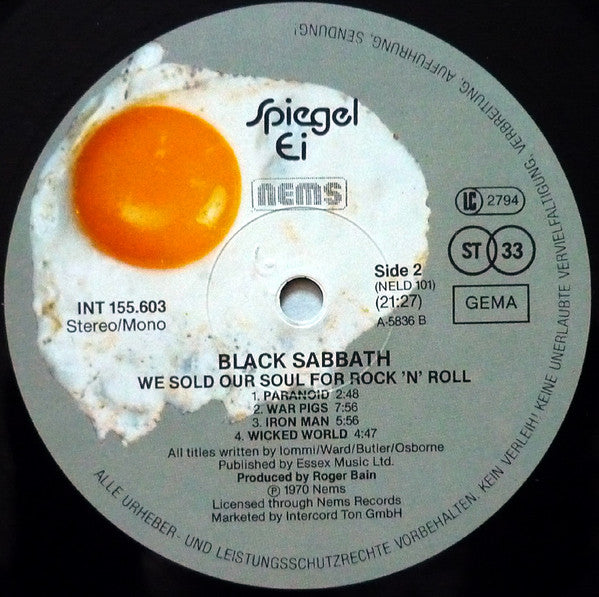 Spiegel
Ei
nems
LC 2794
ST 33
GEMA
Side 2
(NELD 101)
(21:27)
A-5836 B
INT 155.603
Stereo/Mono
BLACK SABBATH
WE SOLD OUR SOUL FOR ROCK 'N' ROLL
1. PARANOID 2:48
2. WAR PIGS 7:56
3. IRON MAN 5:56
4. WICKED WORLD 4:47
All titles written by Iommi/Ward/Butler/Osborne
Published by Essex Music Ltd.
Produced by Roger Bain
Ⓟ 1970 Nems
Licensed through Nems Records
Marketed by Intercord Ton GmbH
ALLE URHEBER- UND LEISTUNGSSCHUTZRECHTE VORBEHALTEN. KEIN VERLEIH! KEINE UNERLAUBTE VERVIELFÄLTIGUNG, VERBREITUNG, AUFFÜHRUNG, SENDUNG!